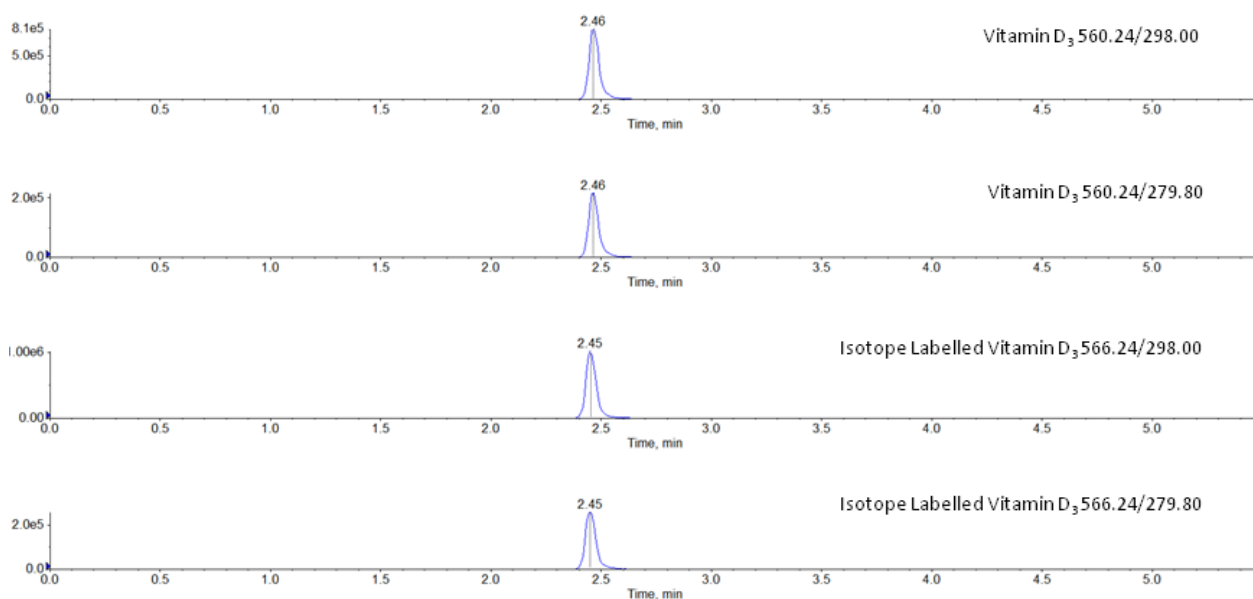 2.46
8.1e5
Vitamin D₃ 560.24/298.00
5.0e5
0.0
0.0 0.5 1.0 1.5 2.0 2.5 3.0 3.5 4.0 4.5 5.0
Time, min
2.46
Vitamin D₃ 560.24/279.80
2.0e5
0.0
0.0 0.5 1.0 1.5 2.0 2.5 3.0 3.5 4.0 4.5 5.0
Time, min
2.45
Isotope Labelled Vitamin D₃ 566.24/298.00
1.00e6
0.00
0.0 0.5 1.0 1.5 2.0 2.5 3.0 3.5 4.0 4.5 5.0
Time, min
2.45
Isotope Labelled Vitamin D₃ 566.24/279.80
2.0e5
0.0
0.0 0.5 1.0 1.5 2.0 2.5 3.0 3.5 4.0 4.5 5.0
Time, min